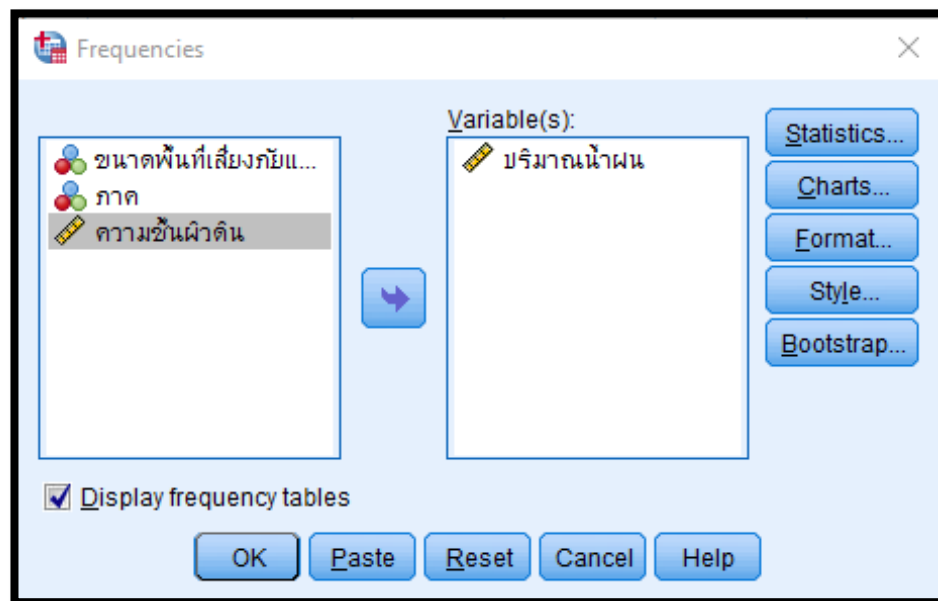 Frequencies
ขนาดพื้นที่เสี่ยงภัยแ...
ภาค
ความชื้นผิวดิน
Variable(s):
ปริมาณน้ำฝน
Statistics...
Charts...
Format...
Style...
Bootstrap...
Display frequency tables
OK Paste Reset Cancel Help